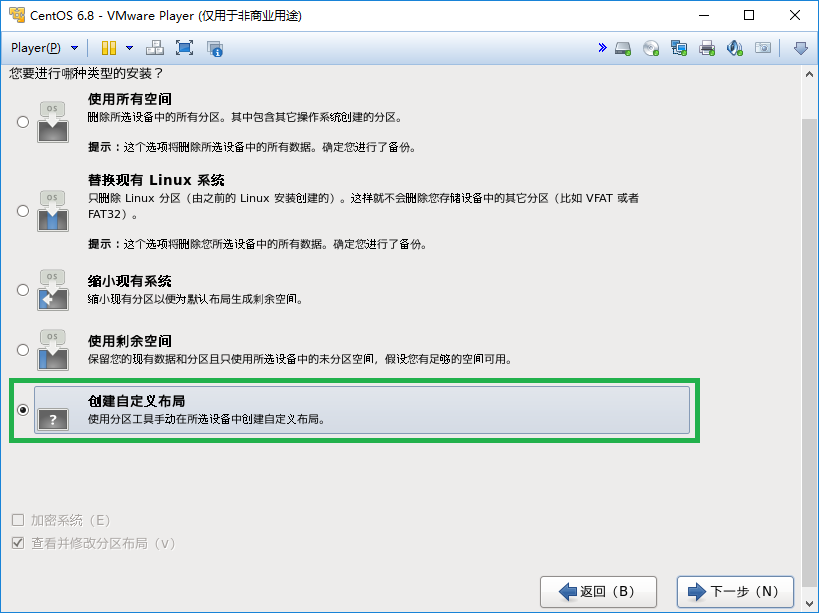 CentOS 6.8 - VMware Player (仅用于非商业用途)
Player(P)
您要进行哪种类型的安装？
OS
使用所有空间
删除所选设备中的所有分区。其中包含其它操作系统创建的分区。
提示：这个选项将删除所选设备中的所有数据。确定您进行了备份。
OS
替换现有 Linux 系统
只删除 Linux 分区（由之前的 Linux 安装创建的）。这样就不会删除您存储设备中的其它分区（比如 VFAT 或者
FAT32）。
提示：这个选项将删除您所选设备中的所有数据。确定您进行了备份。
OS
缩小现有系统
缩小现有分区以便为默认布局生成剩余空间。
OS
使用剩余空间
保留您的现有数据和分区且只使用所选设备中的未分区空间，假设您有足够的空间可用。
?
创建自定义布局
使用分区工具手动在所选设备中创建自定义布局。
加密系统（E）
查看并修改分区布局（V）
返回（B）
下一步（N）